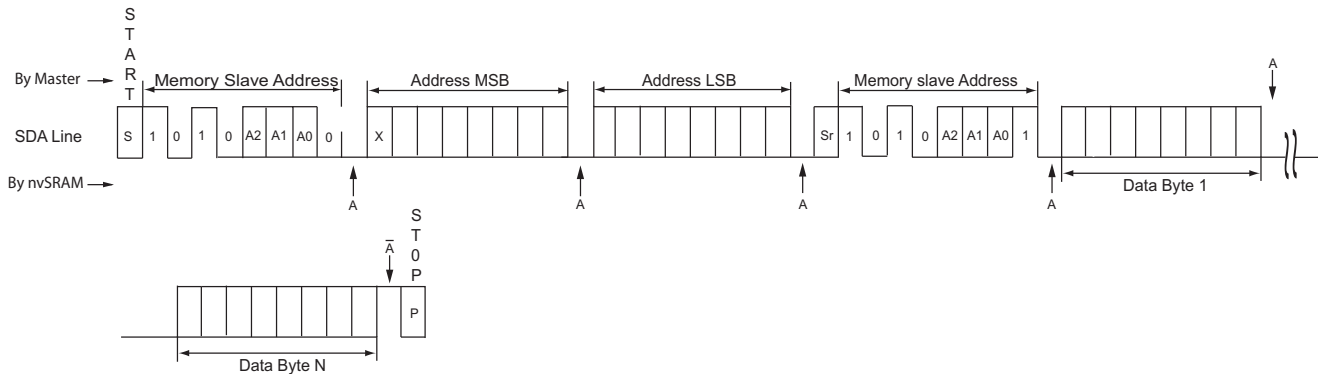 START
By Master
Memory Slave Address
Address MSB
Address LSB
Memory slave Address
A
SDA Line
S 1 0 1 0 A2 A1 A0 0 X Sr 1 0 1 0 A2 A1 A0 1
By nvSRAM
A A A A
Data Byte 1
A̅
ST0P
P
Data Byte N